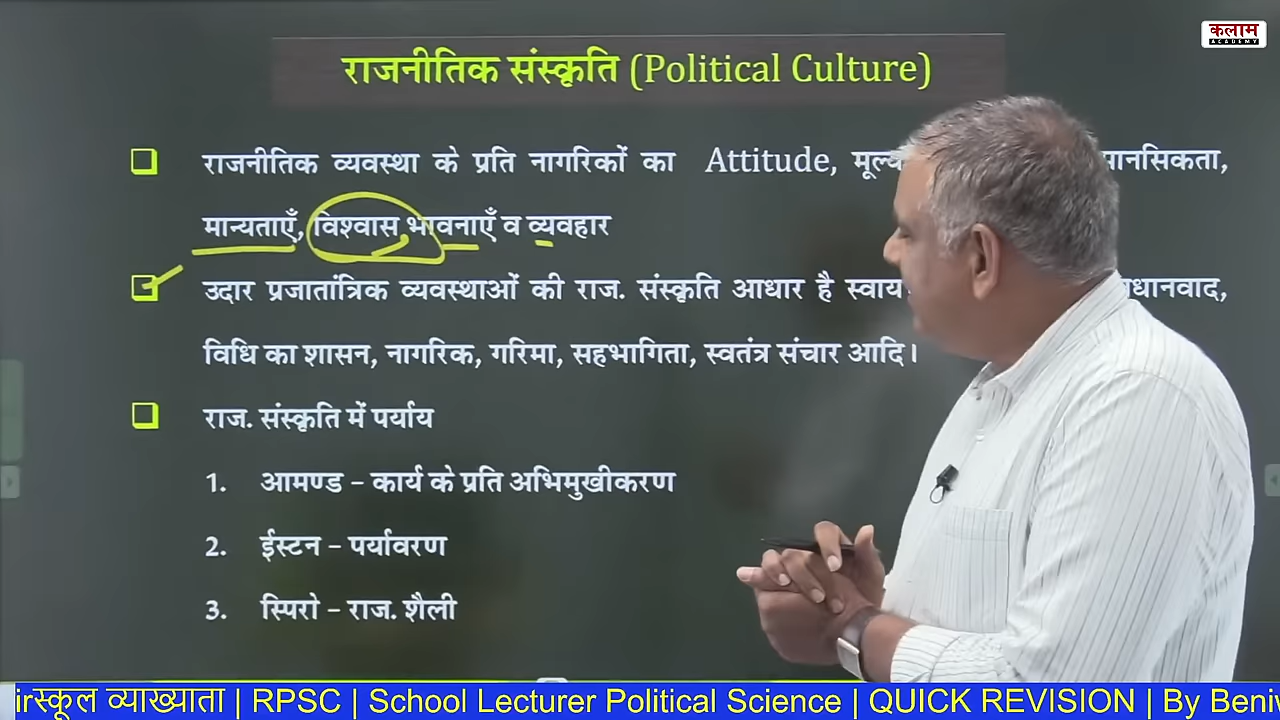 कलाम
ACADEMY
राजनीतिक संस्कृति (Political Culture)
राजनीतिक व्यवस्था के प्रति नागरिकों का Attitude,
मान्यताएँ, विश्वास भावनाएँ व व्यवहार
उदार प्रजातांत्रिक व्यवस्थाओं की राज. संस्कृति आधार है
विधि का शासन, नागरिक, गरिमा, सहभागिता, स्वतंत्र संचार आदि।
राज. संस्कृति में पर्याय
1. आमण्ड – कार्य के प्रति अभिमुखीकरण
2. ईस्टन – पर्यावरण
3. स्पिरो – राज. शैली
irस्कूल व्याख्याता | RPSC | School Lecturer Political Science | QUICK REVISION | By